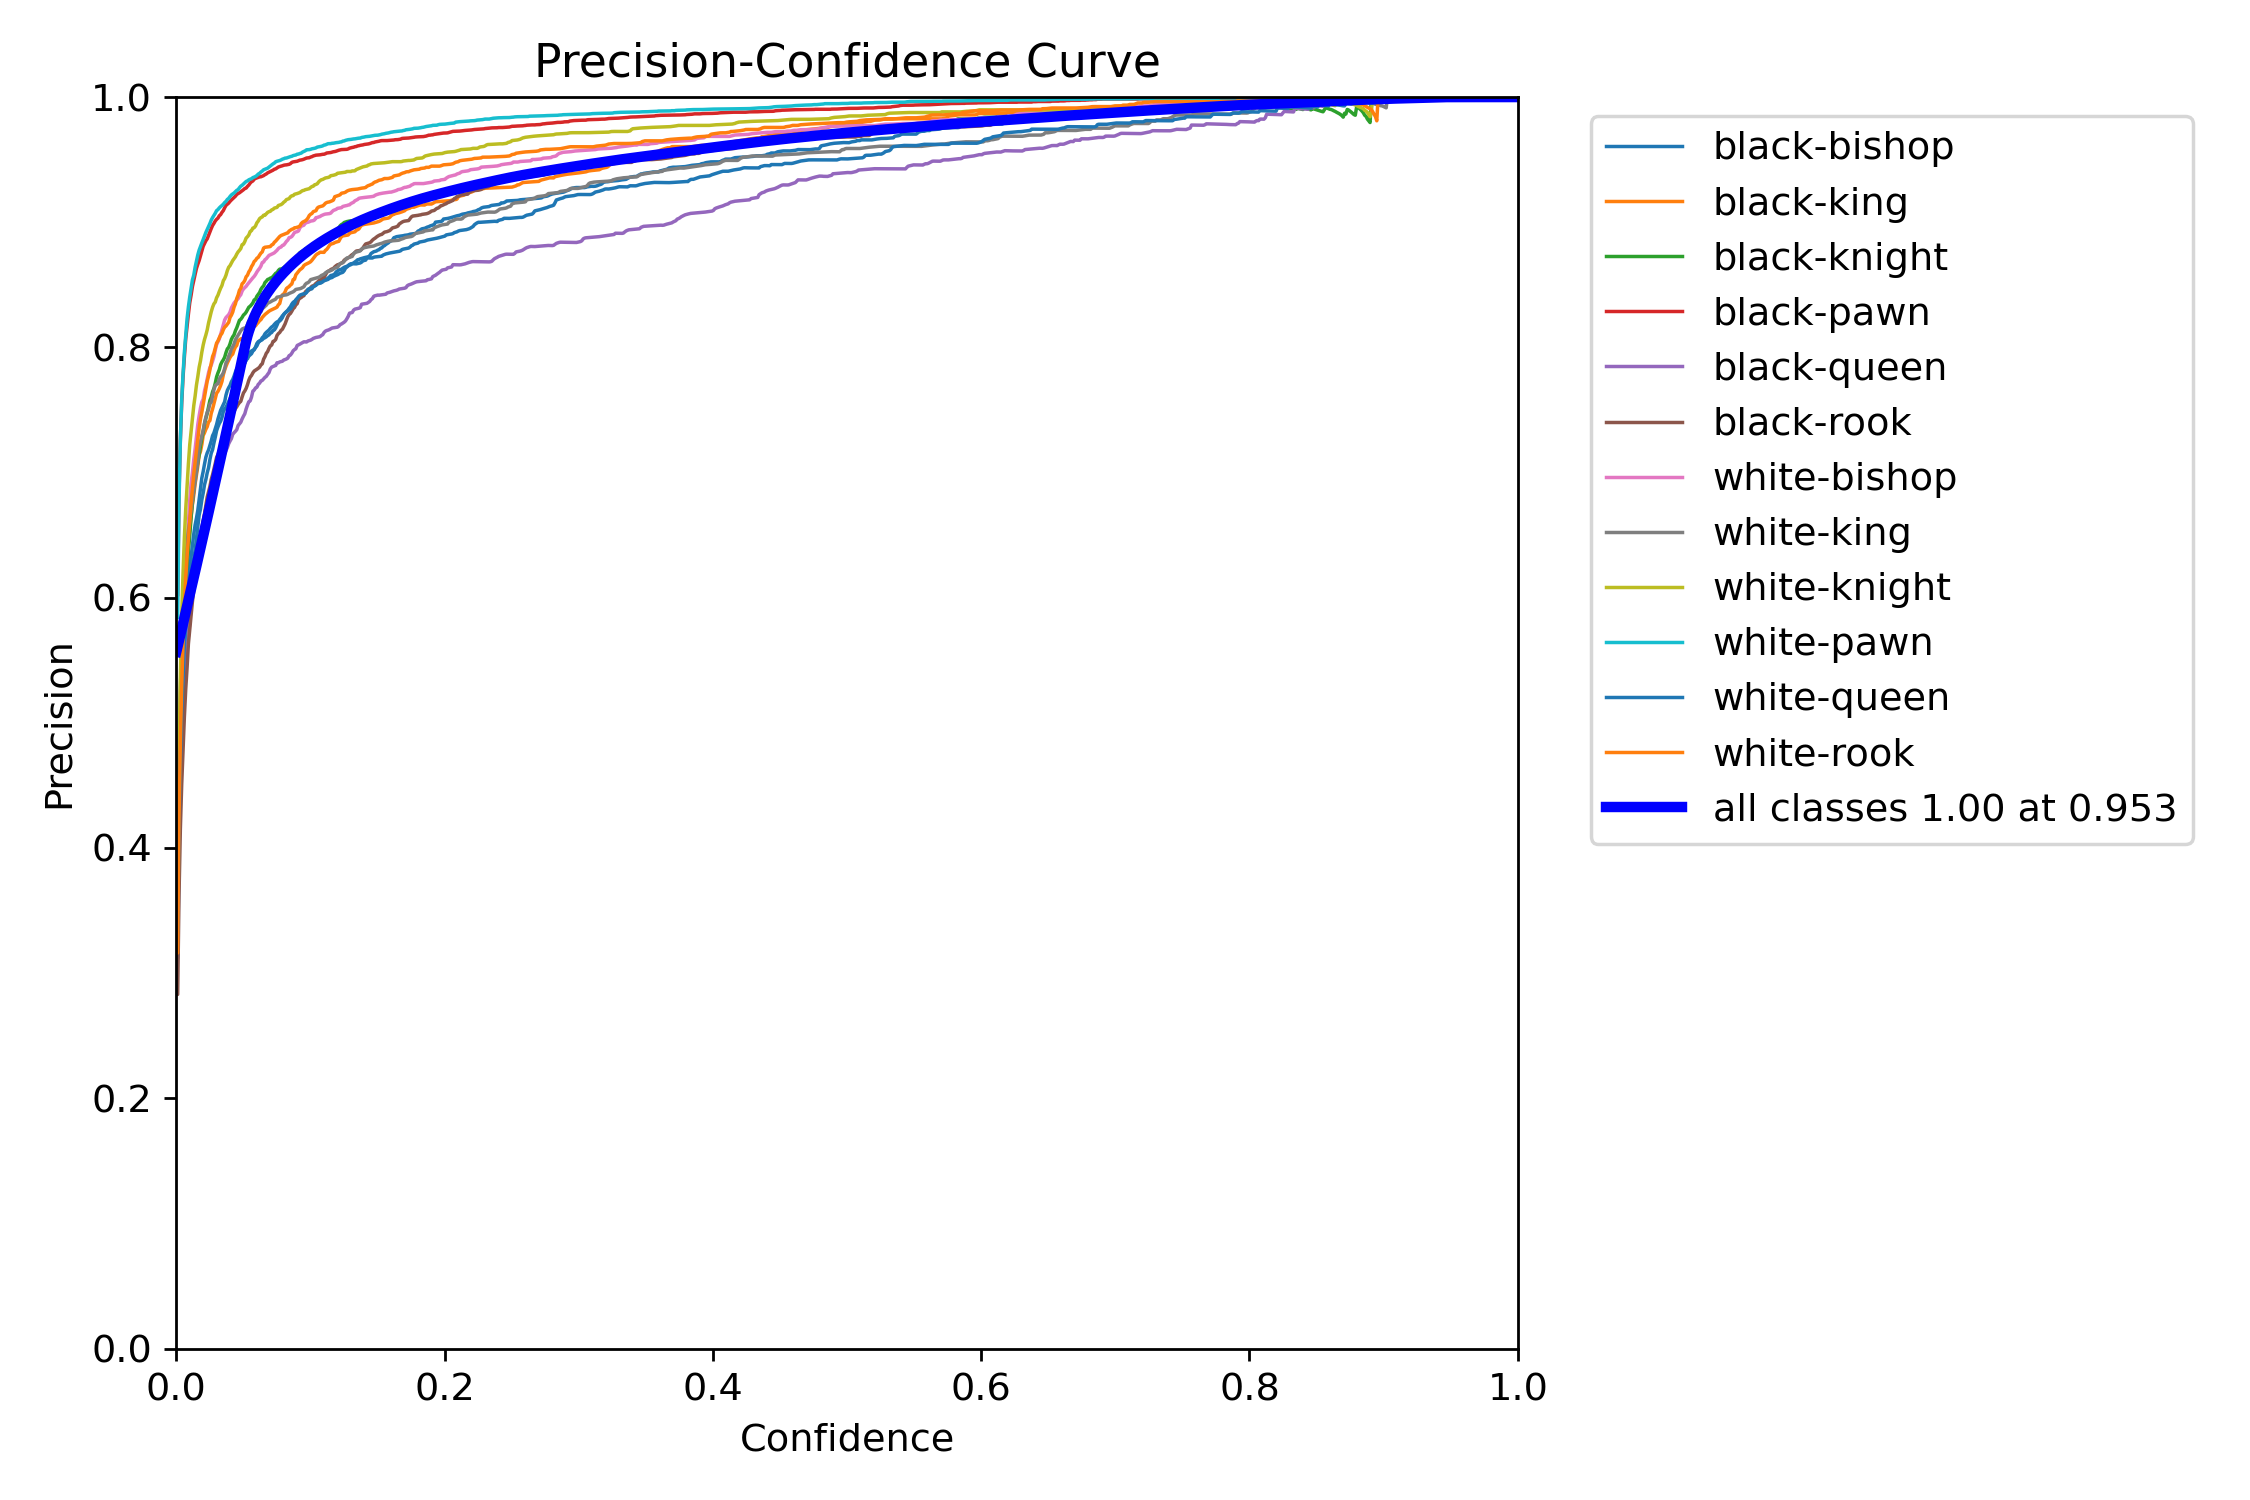 Precision-Confidence Curve
1.0
0.8
0.6
0.4
0.2
0.0
Precision
0.0 0.2 0.4 0.6 0.8 1.0
Confidence
black-bishop
black-king
black-knight
black-pawn
black-queen
black-rook
white-bishop
white-king
white-knight
white-pawn
white-queen
white-rook
all classes 1.00 at 0.953